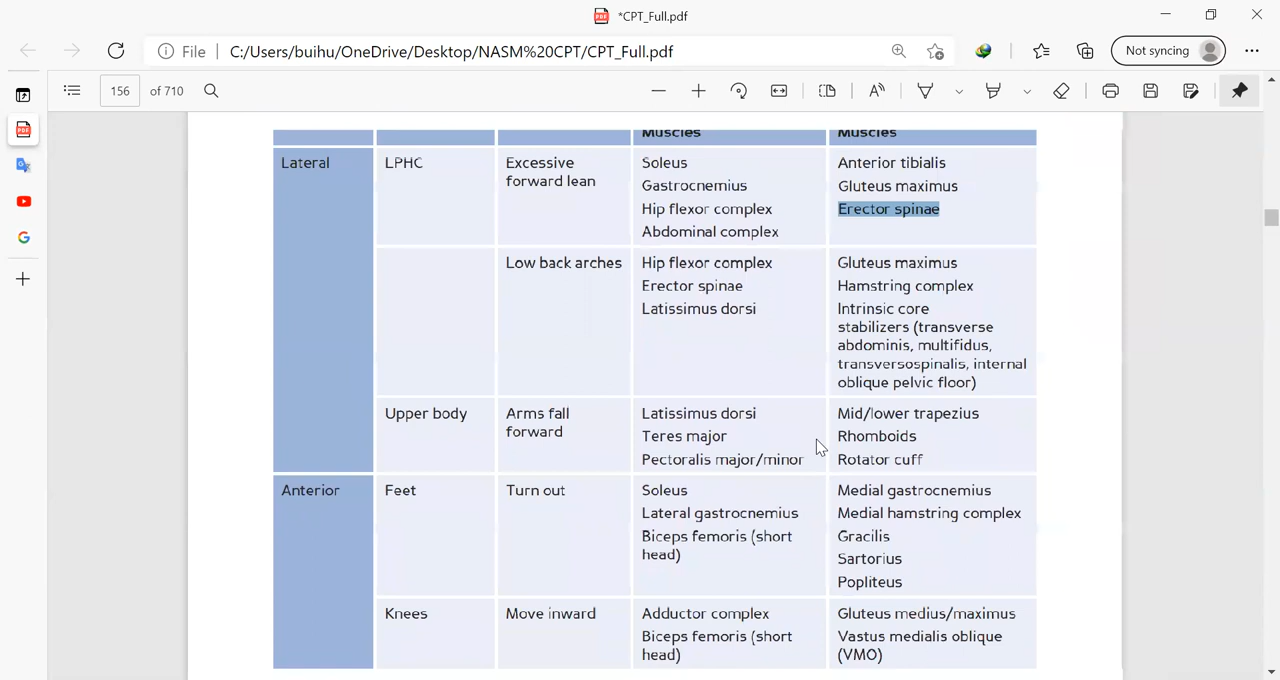 *CPT_Full.pdf
File
C:/Users/buihu/OneDrive/Desktop/NASM%20CPT/CPT_Full.pdf
Not syncing
156 of 710
Muscles Muscles
Lateral LPHC Excessive forward lean
Soleus
Gastrocnemius
Hip flexor complex
Abdominal complex
Anterior tibialis
Gluteus maximus
Erector spinae
Low back arches
Hip flexor complex
Erector spinae
Latissimus dorsi
Gluteus maximus
Hamstring complex
Intrinsic core
stabilizers (transverse
abdominis, multifidus,
transversospinalis, internal
oblique pelvic floor)
Upper body
Arms fall
forward
Latissimus dorsi
Teres major
Pectoralis major/minor
Mid/lower trapezius
Rhomboids
Rotator cuff
Anterior
Feet
Turn out
Soleus
Lateral gastrocnemius
Biceps femoris (short
head)
Medial gastrocnemius
Medial hamstring complex
Gracilis
Sartorius
Popliteus
Knees
Move inward
Adductor complex
Biceps femoris (short
head)
Gluteus medius/maximus
Vastus medialis oblique
(VMO)